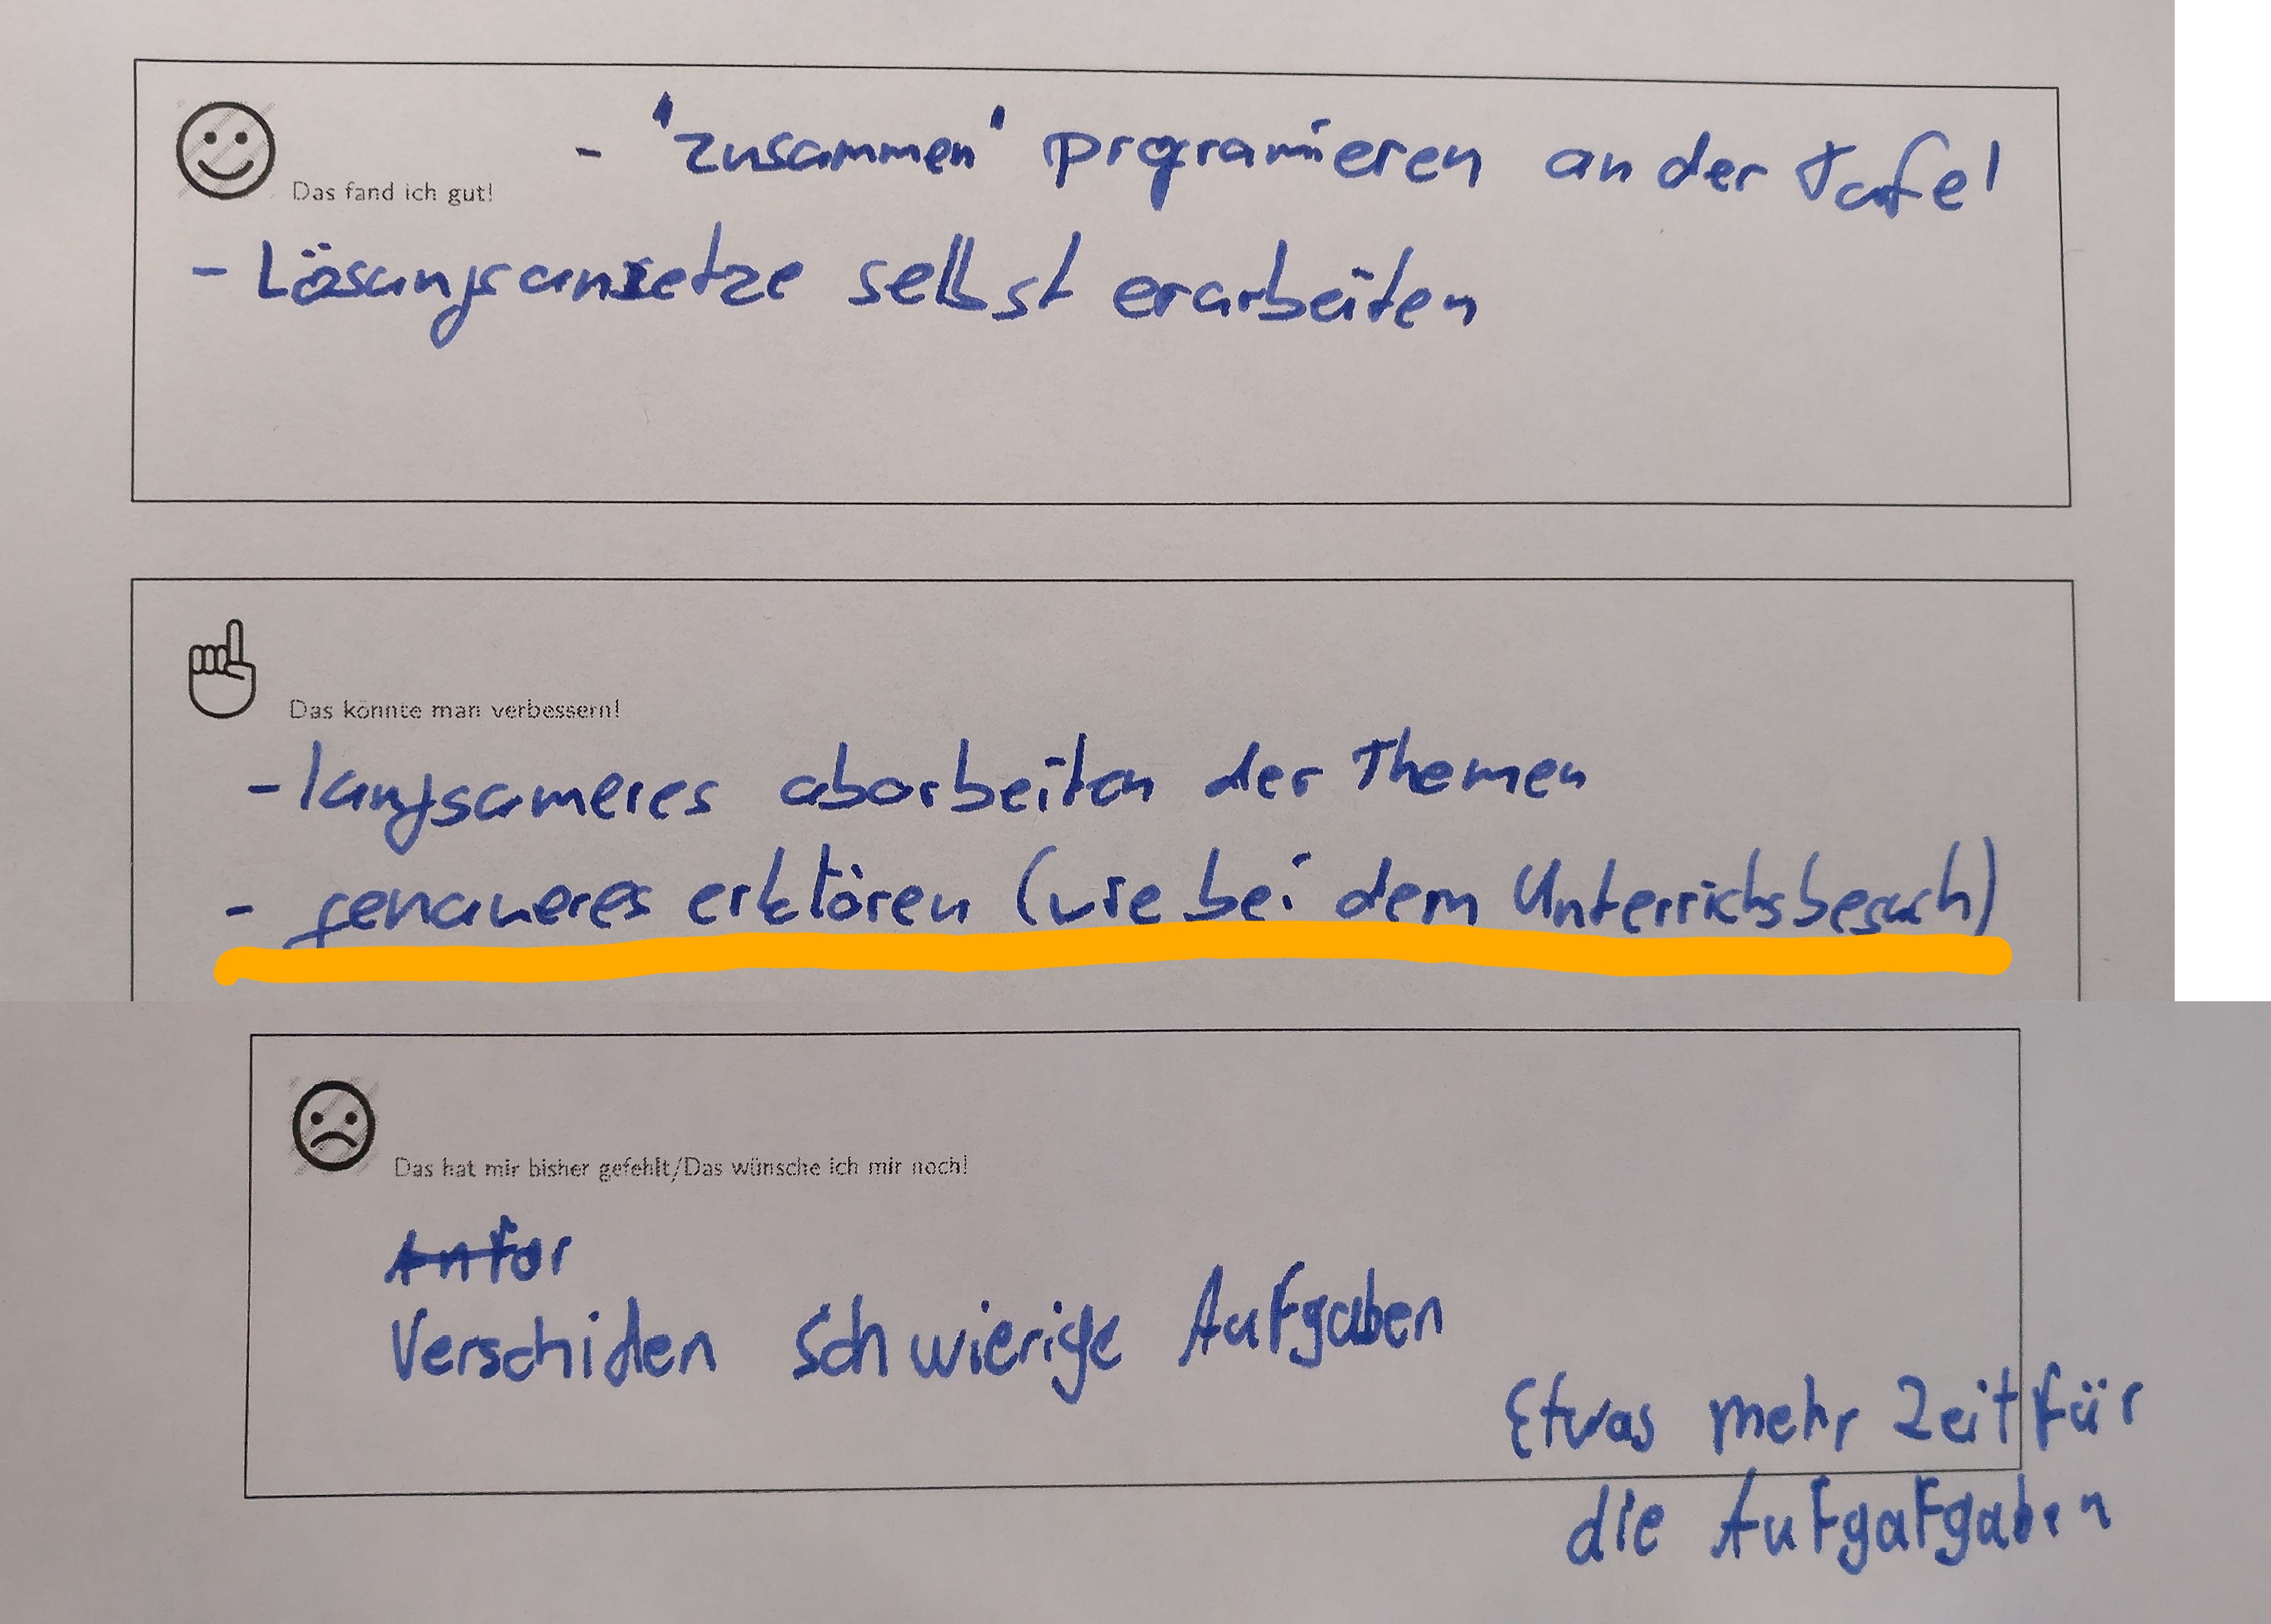 - "zusammen" programieren an der Tafel
Das fand ich gut!
- Lösungsansetze selbst erarbeiten
Das könnte man verbessern!
- langsameres abarbeiten der Themen
- genaueres erklären (wie bei dem Unterrichsbesuch)
Das hat mir bisher gefehlt/Das wünsche ich mir noch!
Anfor
Verschiden schwierige Aufgaben
Etwas mehr Zeit für
die Aufgafgaben